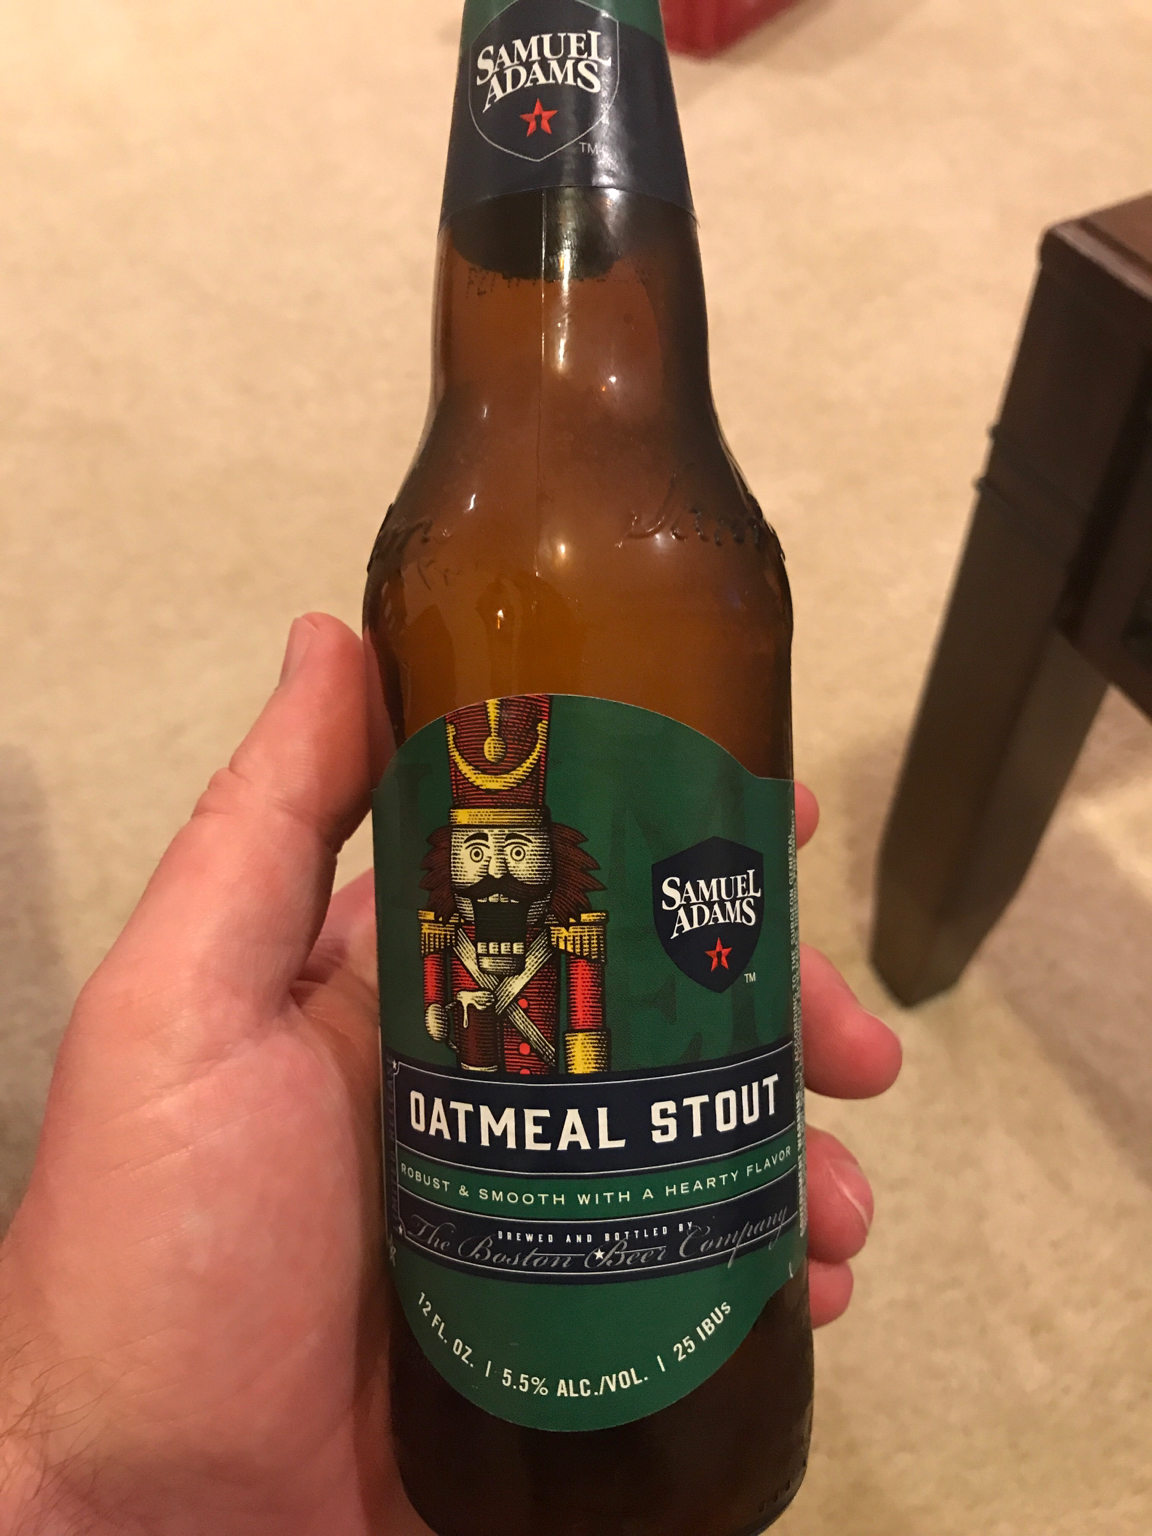 SAMUEL
ADAMS
TM
SAMUEL
ADAMS
TM
OATMEAL STOUT
ROBUST & SMOOTH WITH A HEARTY FLAVOR
BREWED AND BOTTLED BY
The Boston Beer Company
12 FL. OZ. | 5.5% ALC./VOL. | 25 IBUs